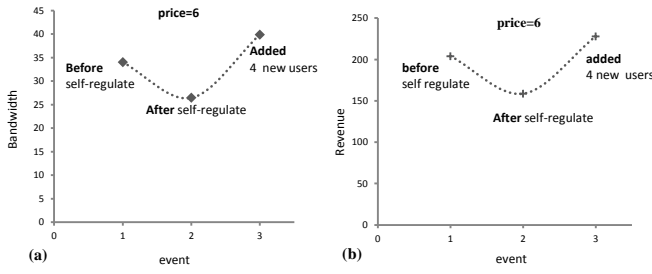 price=6
45
40
35
30
25
20
15
10
5
0
Bandwidth
Before
self-regulate
After self-regulate
Added
4 new users
0
1
2
3
event
(a)
price=6
250
200
150
100
50
0
Revenue
before
self regulate
After self-regulate
added
4 new users
0
1
2
3
event
(b)